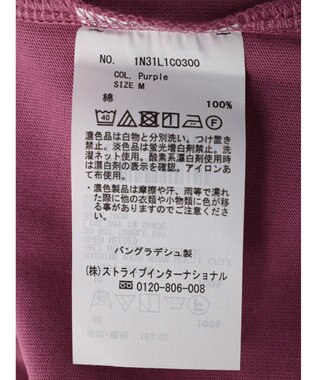 NO. 1N31L1C0300
COL. Purple
SIZE M
綿 100%
40
濃色品は白物と分別洗い。つけ置き
禁止。淡色品は蛍光増白剤禁止。洗
濯ネット使用。酸素系漂白剤使用時
は漂白剤の表示を確認。アイロンあ
て布使用。
・濃色製品は摩擦や汗、雨等で濡れ
た際に他の衣類や小物に色が移
る事がありますのでご注意くださ
い。
バングラデシュ製
(株)ストライプインターナショナル
0120-806-008